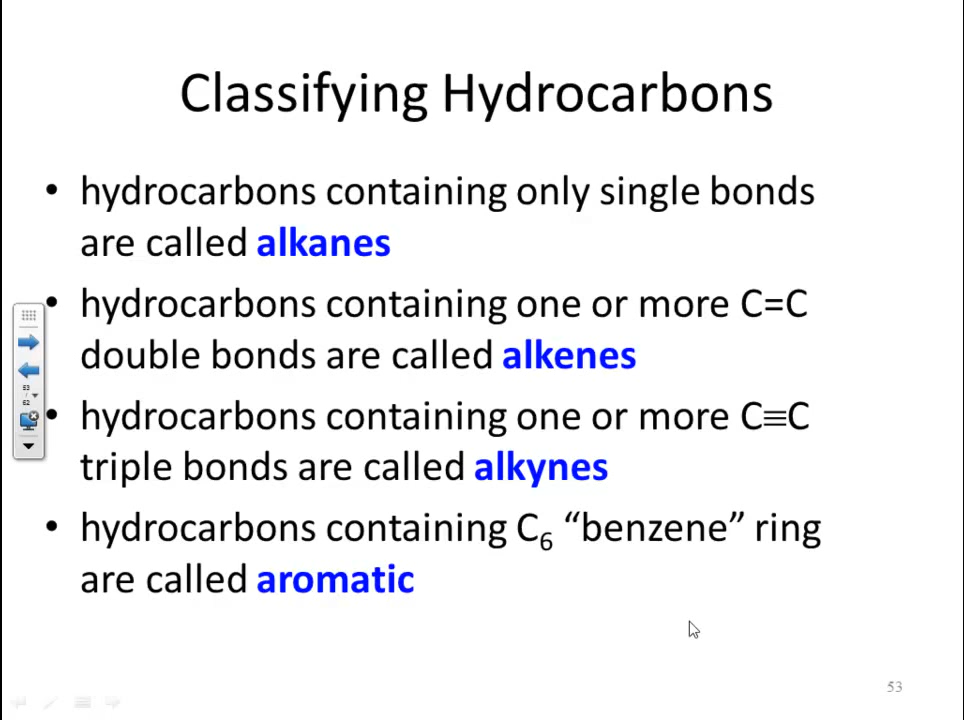 Classifying Hydrocarbons
• hydrocarbons containing only single bonds
are called alkanes
• hydrocarbons containing one or more C=C
double bonds are called alkenes
• hydrocarbons containing one or more C≡C
triple bonds are called alkynes
• hydrocarbons containing C₆ “benzene” ring
are called aromatic
53
/
62
53